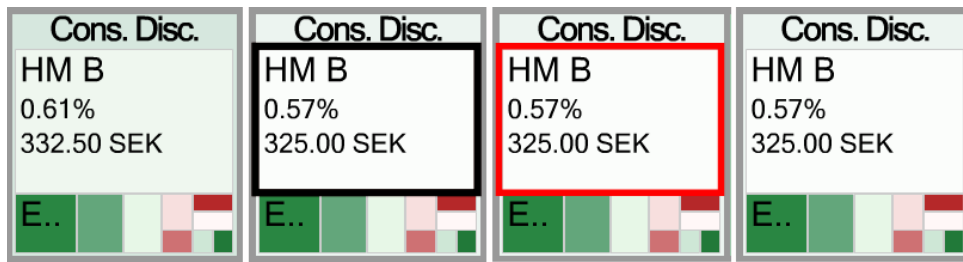 Cons. Disc.
HM B
0.61%
332.50 SEK
E..
Cons. Disc.
HM B
0.57%
325.00 SEK
E..
Cons. Disc.
HM B
0.57%
325.00 SEK
E..
Cons. Disc.
HM B
0.57%
325.00 SEK
E..